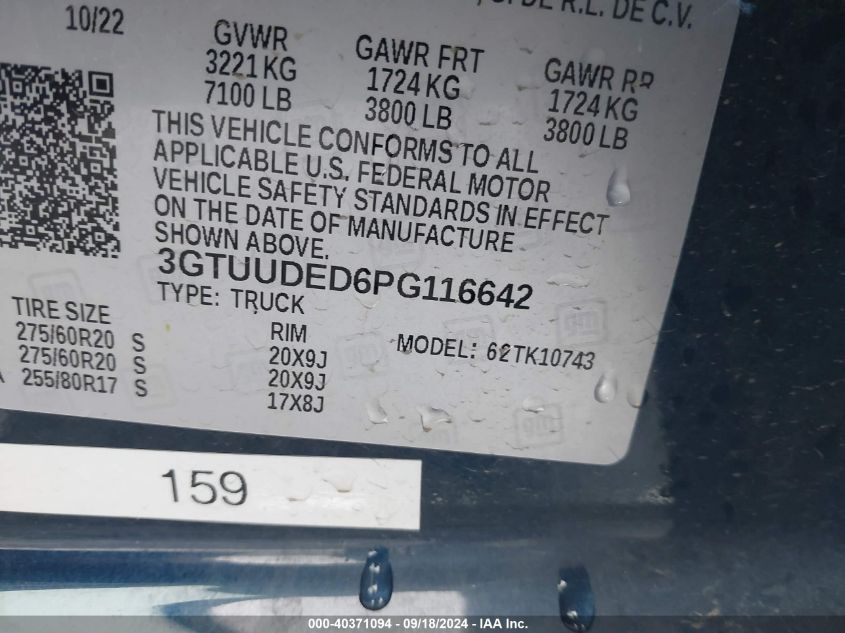 DE R.L. DE C.V.
10/22
GVWR GAWR FRT GAWR RR
3221 KG 1724 KG 1724 KG
7100 LB 3800 LB 3800 LB
THIS VEHICLE CONFORMS TO ALL
APPLICABLE U.S. FEDERAL MOTOR
VEHICLE SAFETY STANDARDS IN EFFECT
ON THE DATE OF MANUFACTURE
SHOWN ABOVE.
3GTUUDED6PG116642
TYPE: TRUCK
TIRE SIZE RIM MODEL: 62TK10743
275/60R20 S 20X9J
275/60R20 S 20X9J
255/80R17 S 17X8J
159
000-40371094 - 09/18/2024 - IAA Inc.